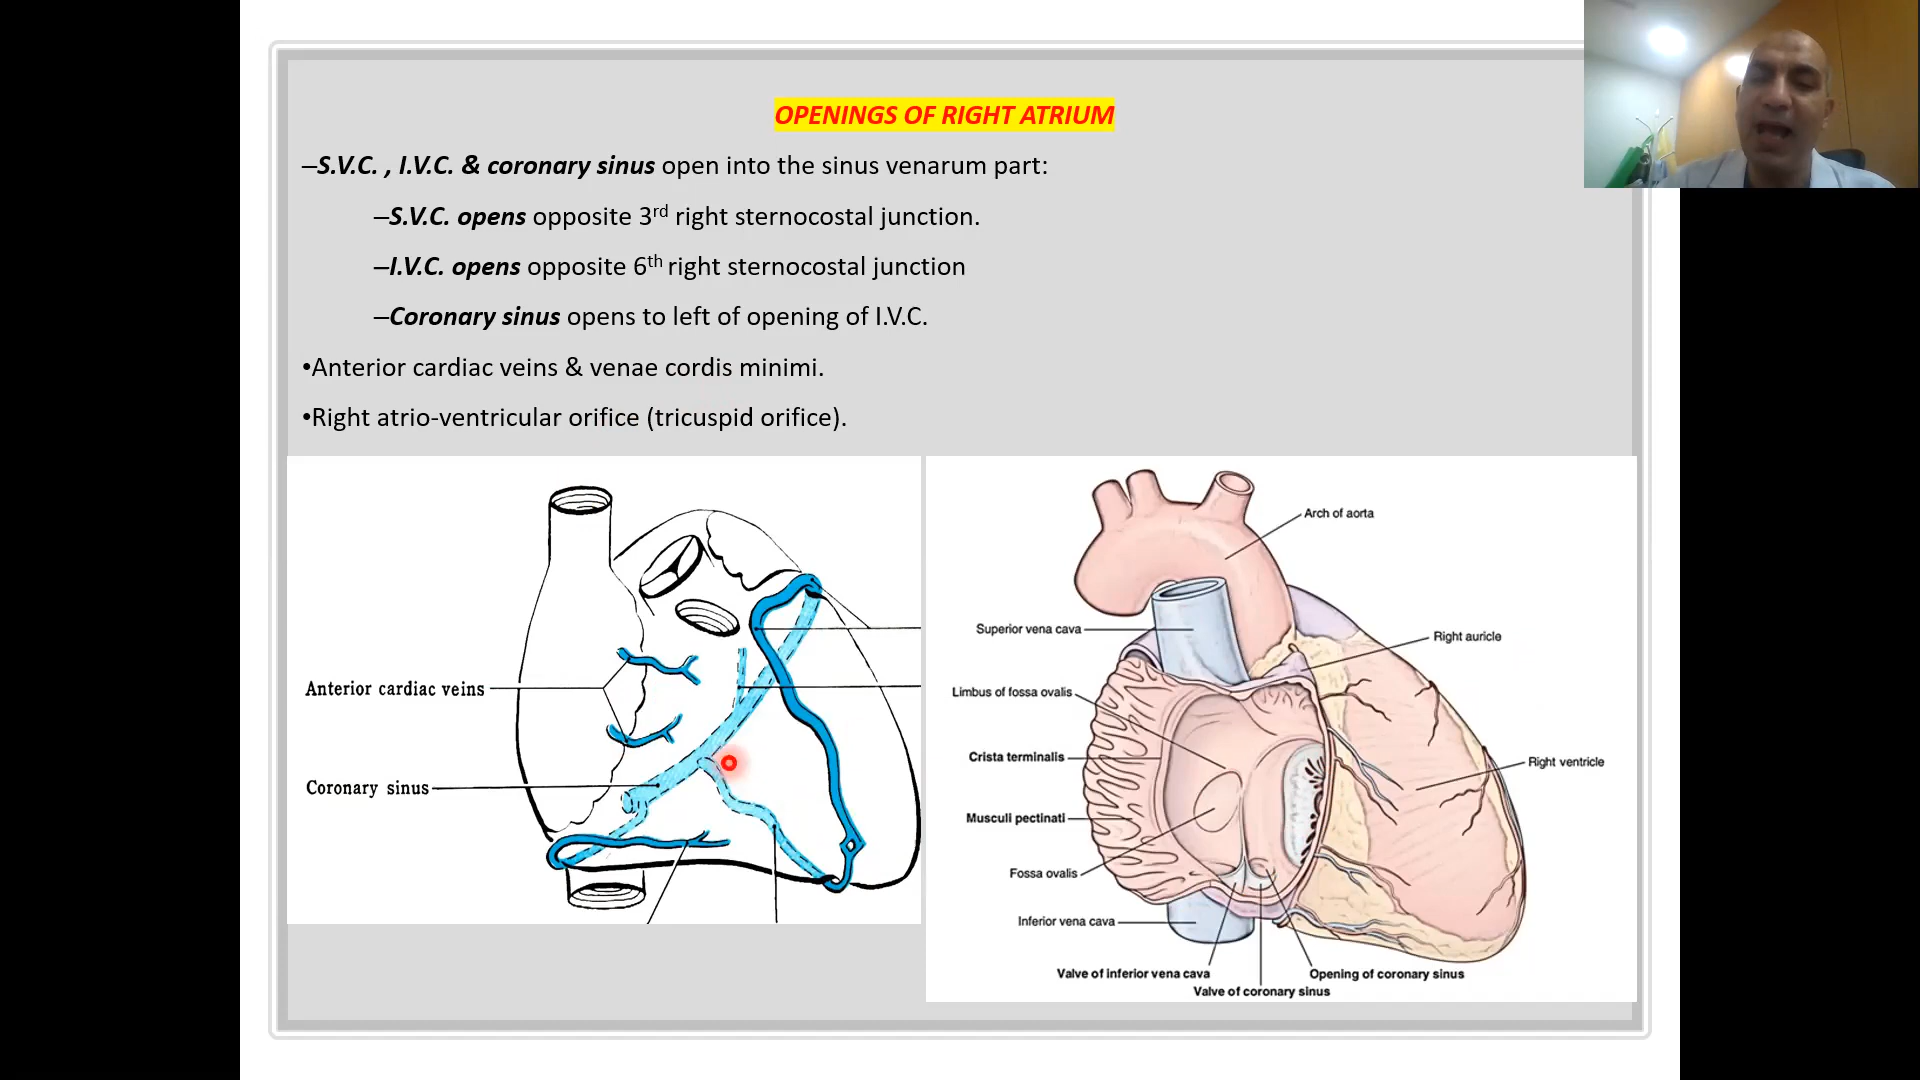 OPENINGS OF RIGHT ATRIUM
–S.V.C. , I.V.C. & coronary sinus open into the sinus venarum part:
–S.V.C. opens opposite 3rd right sternocostal junction.
–I.V.C. opens opposite 6th right sternocostal junction
–Coronary sinus opens to left of opening of I.V.C.
•Anterior cardiac veins & venae cordis minimi.
•Right atrio-ventricular orifice (tricuspid orifice).
Anterior cardiac veins
Coronary sinus
Arch of aorta
Superior vena cava
Right auricle
Limbus of fossa ovalis
Crista terminalis
Right ventricle
Musculi pectinati
Fossa ovalis
Inferior vena cava
Valve of inferior vena cava
Opening of coronary sinus
Valve of coronary sinus